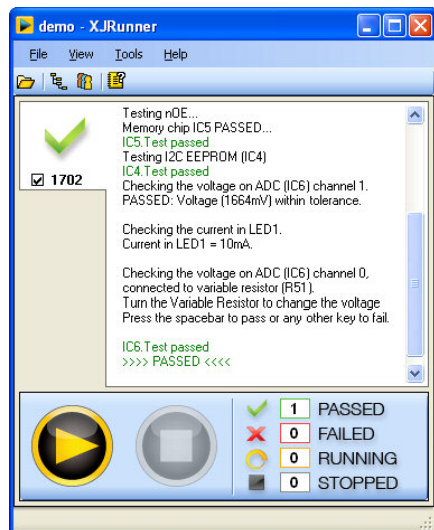 demo - XJRunner
File View Tools Help
1702
Testing nOE...
Memory chip IC5 PASSED...
IC5.Test passed
Testing I2C EEPROM (IC4)
IC4.Test passed
Checking the voltage on ADC (IC6) channel 1.
PASSED: Voltage (1664mV) within tolerance.
Checking the current in LED1.
Current in LED1 = 10mA.
Checking the voltage on ADC (IC6) channel 0,
connected to variable resistor (R51).
Turn the Variable Resistor to change the voltage
Press the spacebar to pass or any other key to fail.
IC6.Test passed
>>>> PASSED <<<<
1 PASSED
0 FAILED
0 RUNNING
0 STOPPED